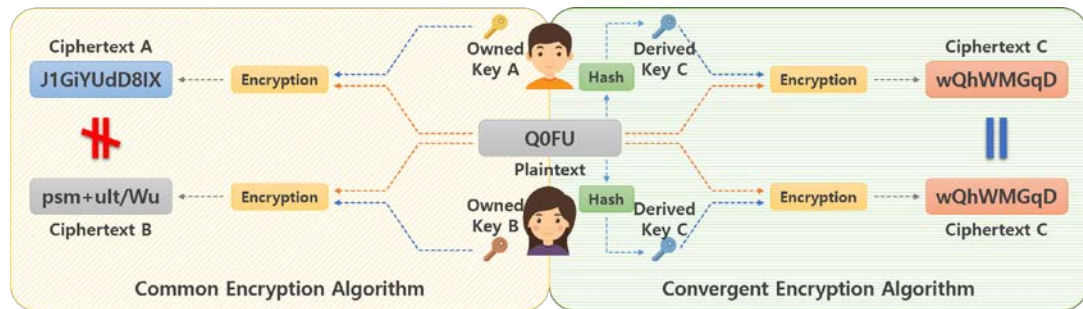 Ciphertext A
J1GiYUdD8IX
Encryption
Owned
Key A
Hash
Derived
Key C
Encryption
Ciphertext C
wQhWMGqD
Q0FU
Plaintext
psm+uIt/Wu
Ciphertext B
Encryption
Owned
Key B
Hash
Derived
Key C
Encryption
wQhWMGqD
Ciphertext C
Common Encryption Algorithm
Convergent Encryption Algorithm